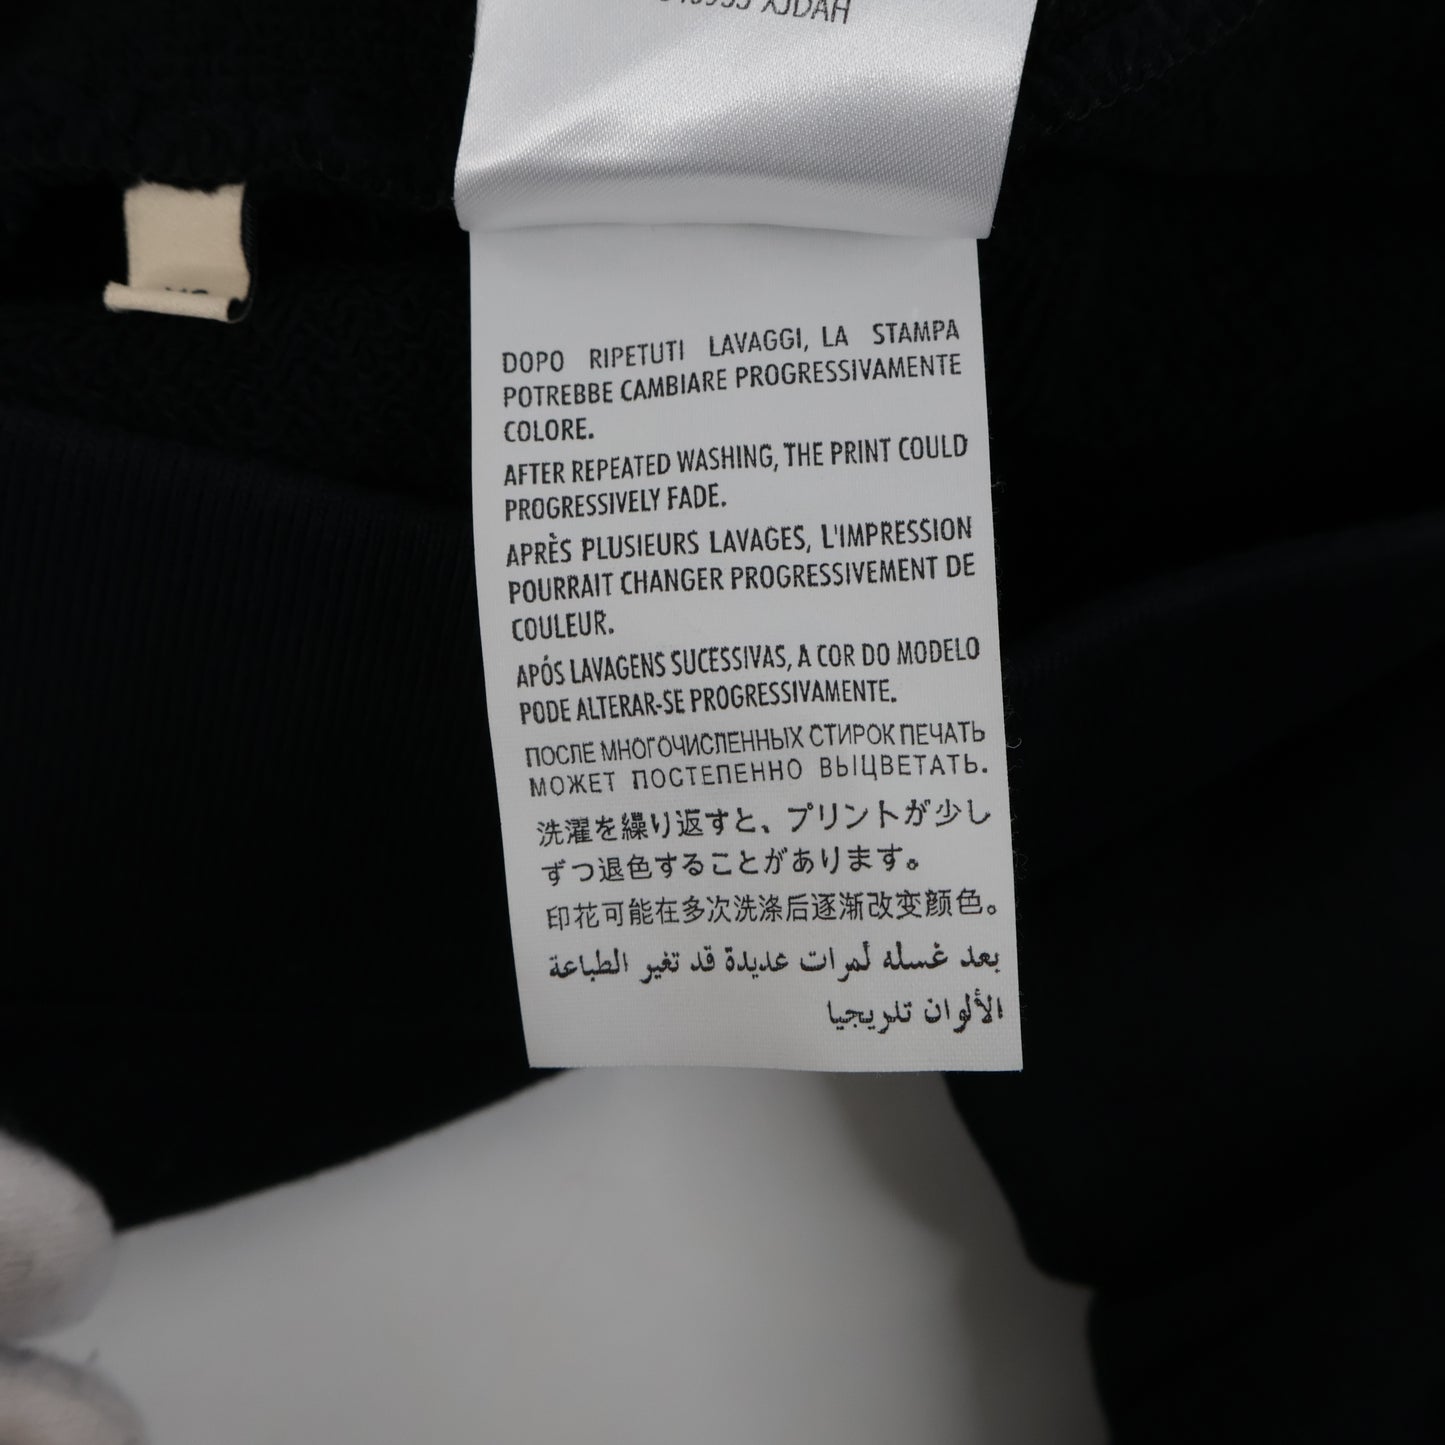 XJDAH
DOPO RIPETUTI LAVAGGI, LA STAMPA
POTREBBE CAMBIARE PROGRESSIVAMENTE
COLORE.
AFTER REPEATED WASHING, THE PRINT COULD
PROGRESSIVELY FADE.
APRÈS PLUSIEURS LAVAGES, L'IMPRESSION
POURRAIT CHANGER PROGRESSIVEMENT DE
COULEUR.
APÓS LAVAGENS SUCESSIVAS, A COR DO MODELO
PODE ALTERAR-SE PROGRESSIVAMENTE.
ПОСЛЕ МНОГОЧИСЛЕННЫХ СТИРОК ПЕЧАТЬ
МОЖЕТ ПОСТЕПЕННО ВЫЦВЕТАТЬ.
洗濯を繰り返すと、プリントが少し
ずつ退色することがあります。
印花可能在多次洗涤后逐渐改变颜色。
بعد غسله لمرات عديدة قد تغير الطباعة
الألوان تدريجيا